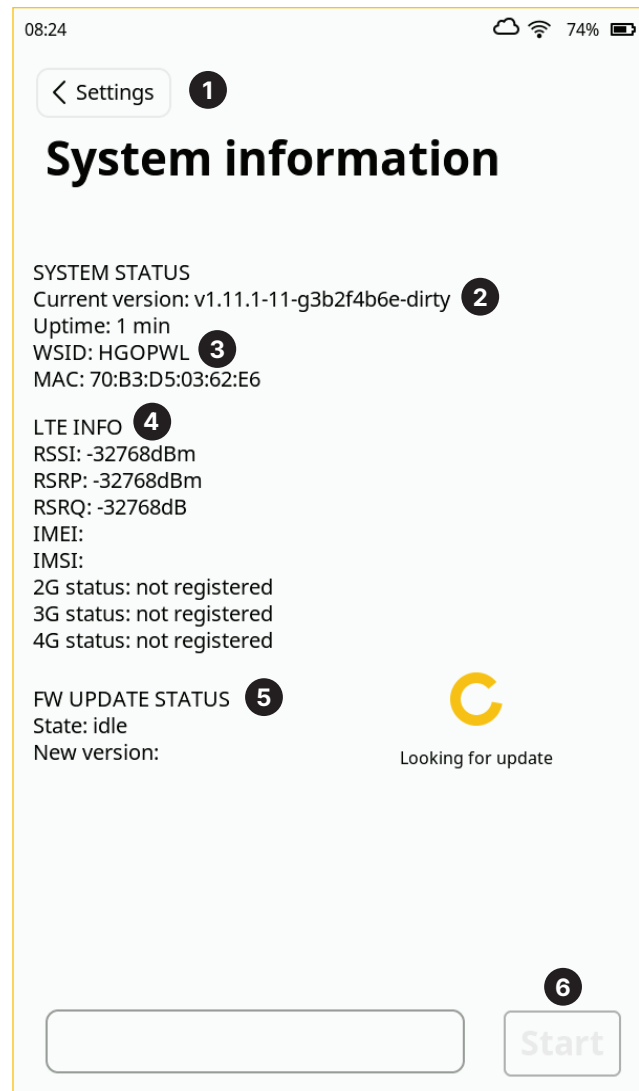 08:24 74%
Settings 1
System information
SYSTEM STATUS
Current version: v1.11.1-11-g3b2f4b6e-dirty 2
Uptime: 1 min
WSID: HGOPWL 3
MAC: 70:B3:D5:03:62:E6
LTE INFO 4
RSSI: -32768dBm
RSRP: -32768dBm
RSRQ: -32768dB
IMEI:
IMSI:
2G status: not registered
3G status: not registered
4G status: not registered
FW UPDATE STATUS 5
State: idle
New version:
Looking for update
6
Start